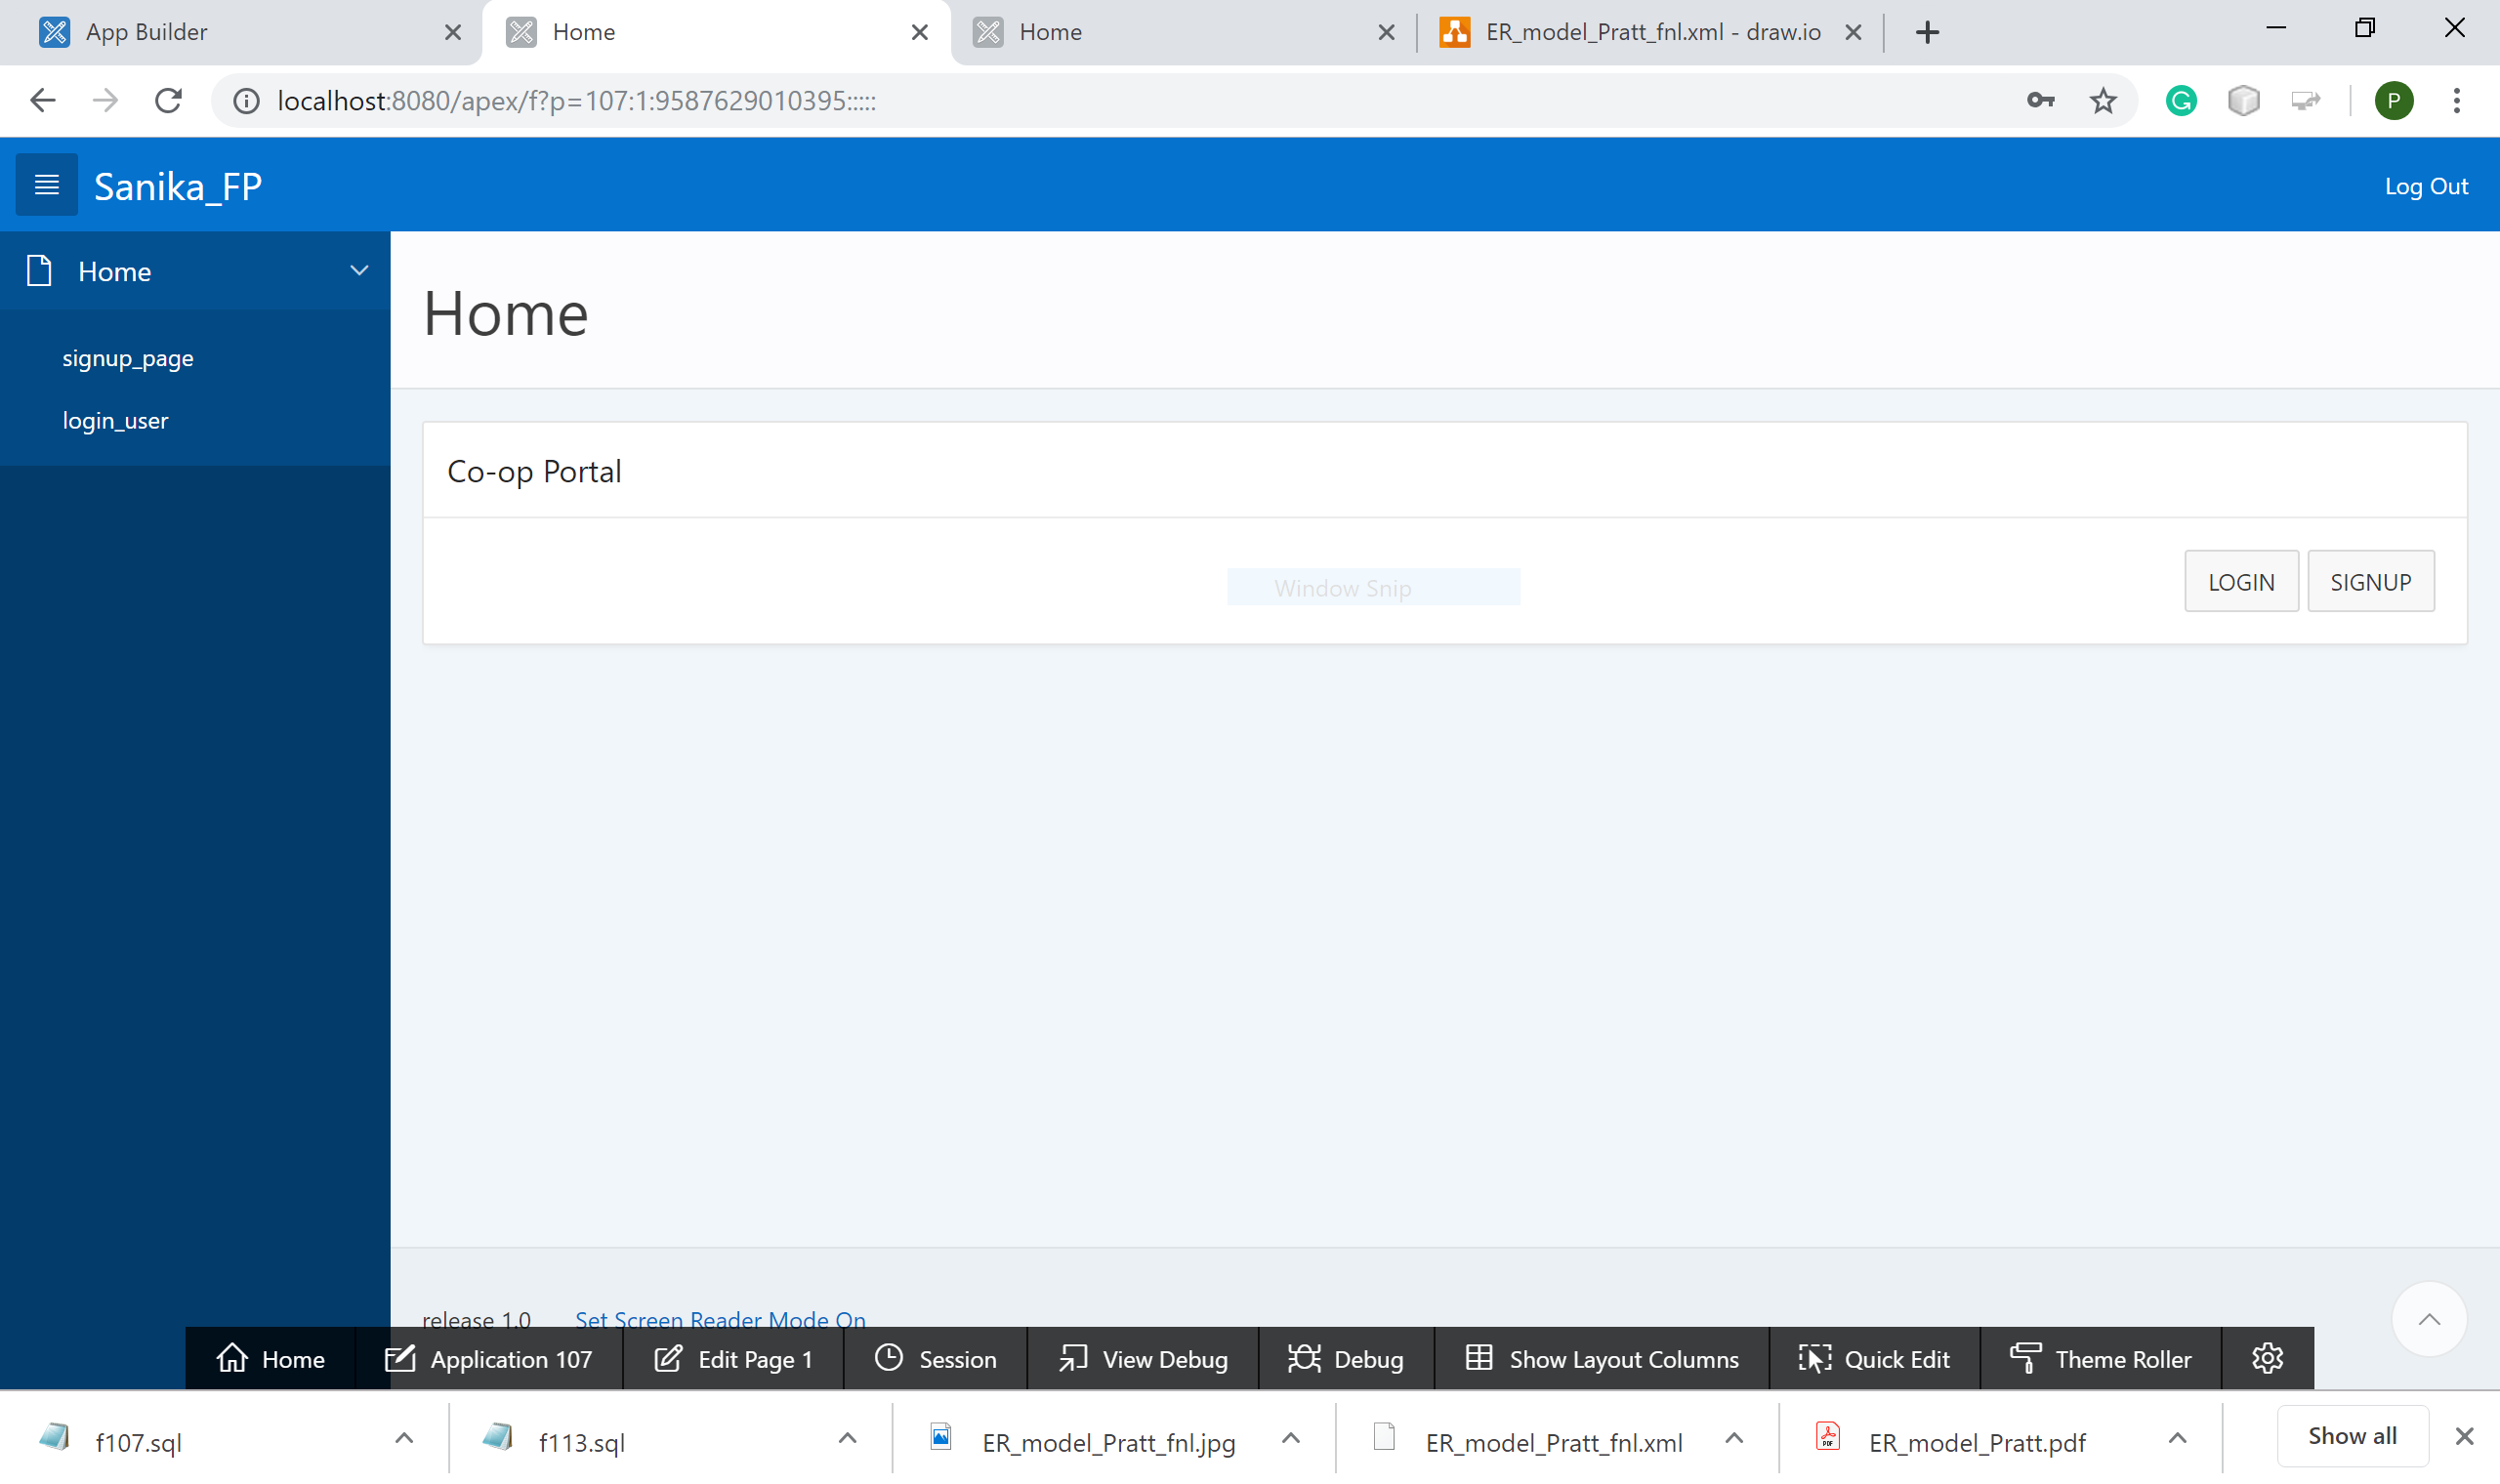 App Builder
Home
Home
ER_model_Pratt_fnl.xml - draw.io
localhost:8080/apex/f?p=107:1:9587629010395:::::
P
Sanika_FP
Log Out
Home
signup_page
login_user
Home
Co-op Portal
Window Snip
LOGIN
SIGNUP
release 1.0
Set Screen Reader Mode On
Home
Application 107
Edit Page 1
Session
View Debug
Debug
Show Layout Columns
Quick Edit
Theme Roller
f107.sql
f113.sql
ER_model_Pratt_fnl.jpg
ER_model_Pratt_fnl.xml
PDF
ER_model_Pratt.pdf
Show all